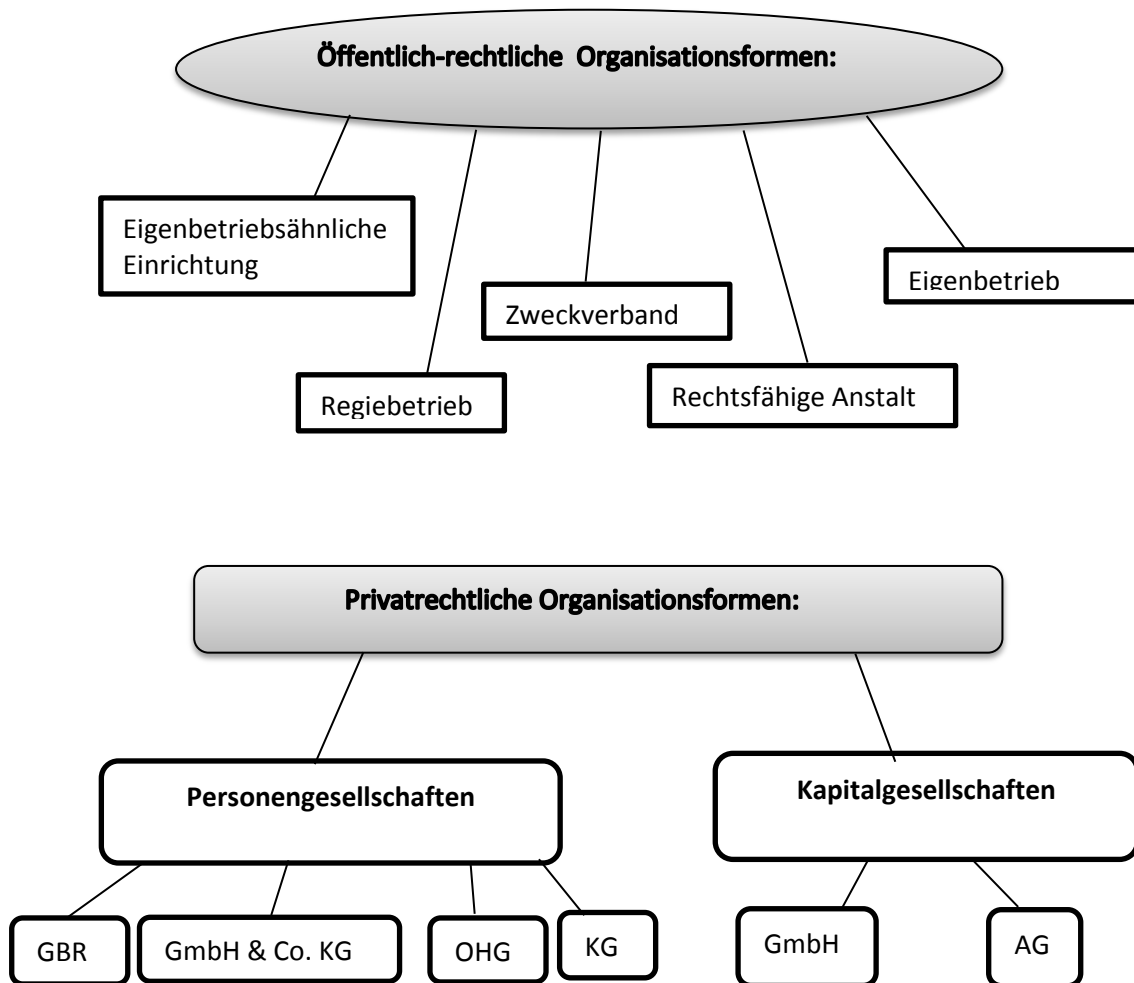 Öffentlich-rechtliche Organisationsformen:
Eigenbetriebsähnliche
Einrichtung
Eigenbetrieb
Zweckverband
Regiebetrieb
Rechtsfähige Anstalt
Privatrechtliche Organisationsformen:
Personengesellschaften
Kapitalgesellschaften
GBR
GmbH & Co. KG
OHG
KG
GmbH
AG